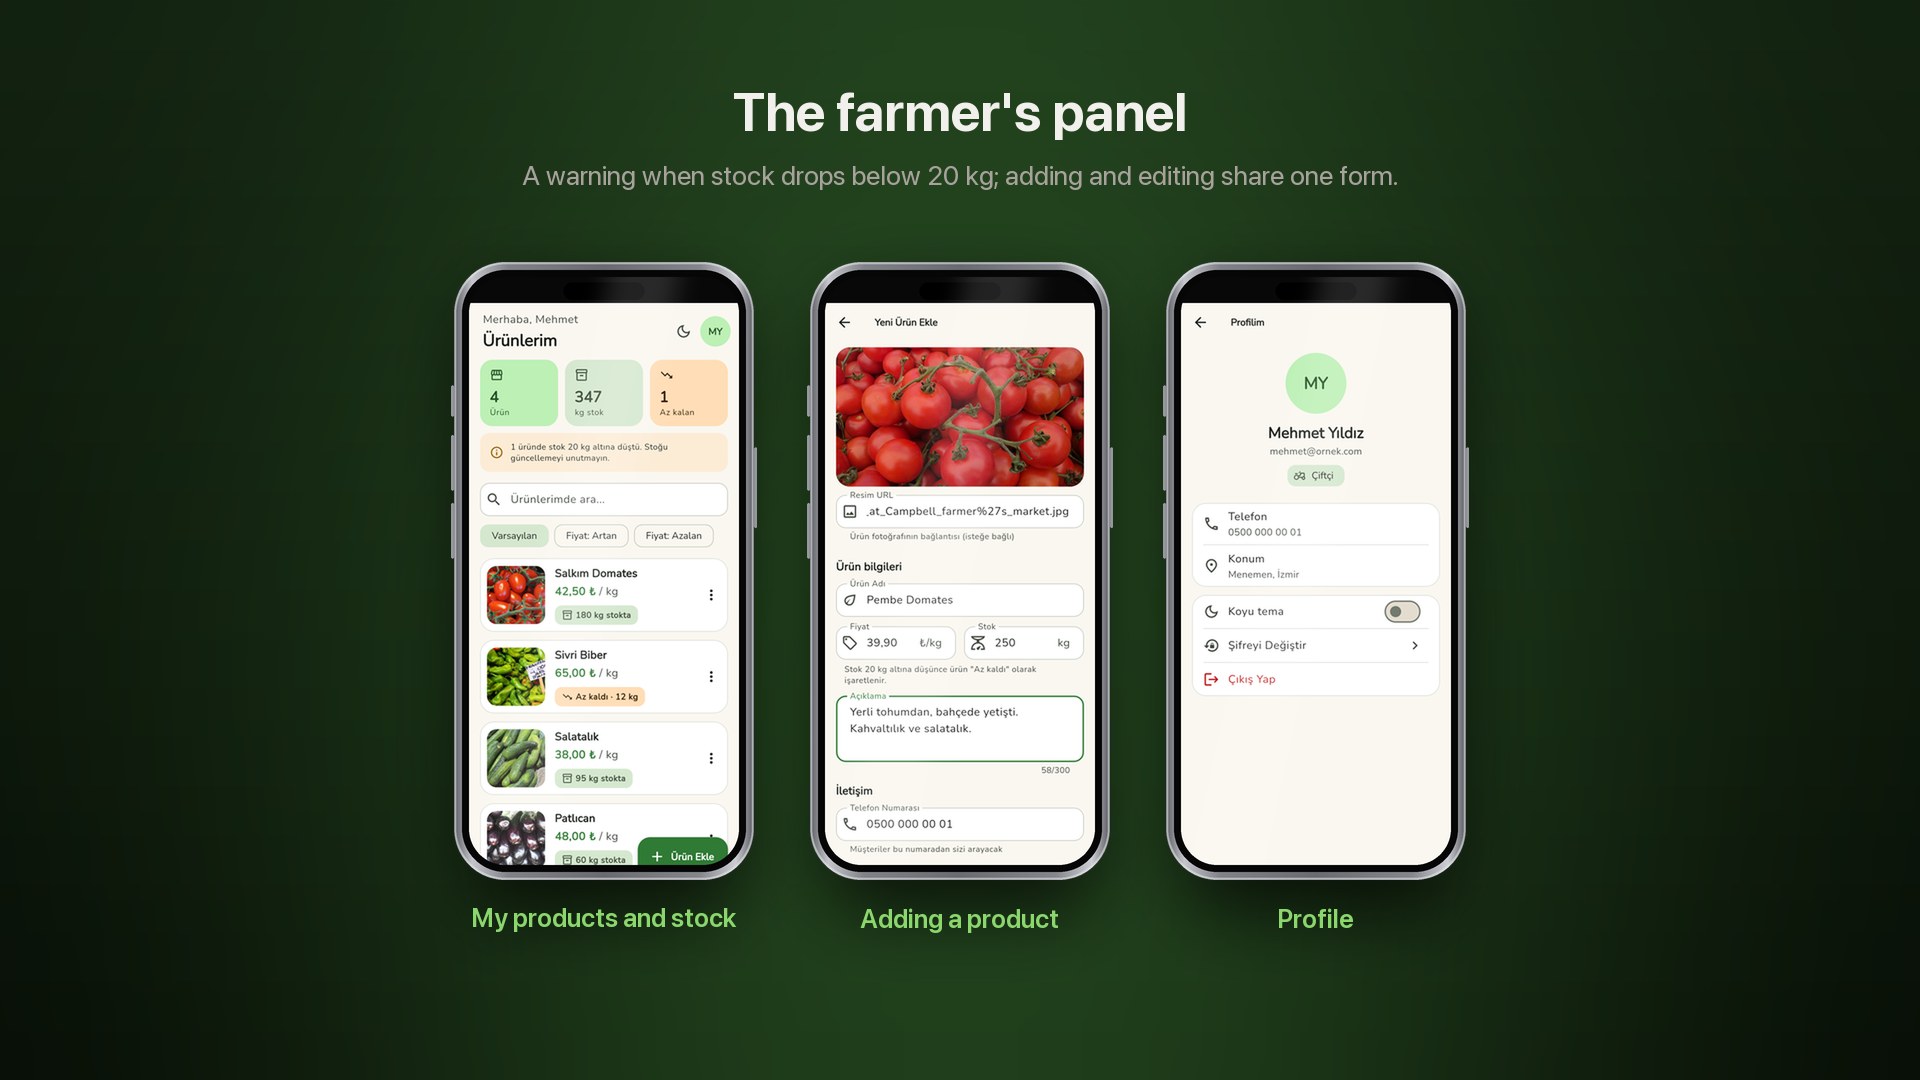 The farmer's panel
A warning when stock drops below 20 kg; adding and editing share one form.
Merhaba, Mehmet
Ürünlerim
MY
4
Ürün
347
kg stok
1
Az kalan
1 üründe stok 20 kg altına düştü. Stoğu
güncellemeyi unutmayın.
Ürünlerimde ara...
Varsayılan
Fiyat: Artan
Fiyat: Azalan
Salkım Domates
42,50 ₺ / kg
180 kg stokta
Sivri Biber
65,00 ₺ / kg
Az kaldı · 12 kg
Salatalık
38,00 ₺ / kg
95 kg stokta
Patlıcan
48,00 ₺ / kg
60 kg stokta
+ Ürün Ekle
My products and stock
Yeni Ürün Ekle
Resim URL
_at_Campbell_farmer%27s_market.jpg
Ürün fotoğrafının bağlantısı (isteğe bağlı)
Ürün bilgileri
Ürün Adı
Pembe Domates
Fiyat
39,90 ₺/kg
Stok
250 kg
Stok 20 kg altına düşünce ürün "Az kaldı" olarak
işaretlenir.
Açıklama
Yerli tohumdan, bahçede yetişti.
Kahvaltılık ve salatalık.
58/300
İletişim
Telefon Numarası
0500 000 00 01
Müşteriler bu numaradan sizi arayacak
Adding a product
Profilim
MY
Mehmet Yıldız
mehmet@ornek.com
Çiftçi
Telefon
0500 000 00 01
Konum
Menemen, İzmir
Koyu tema
Şifreyi Değiştir
Çıkış Yap
Profile